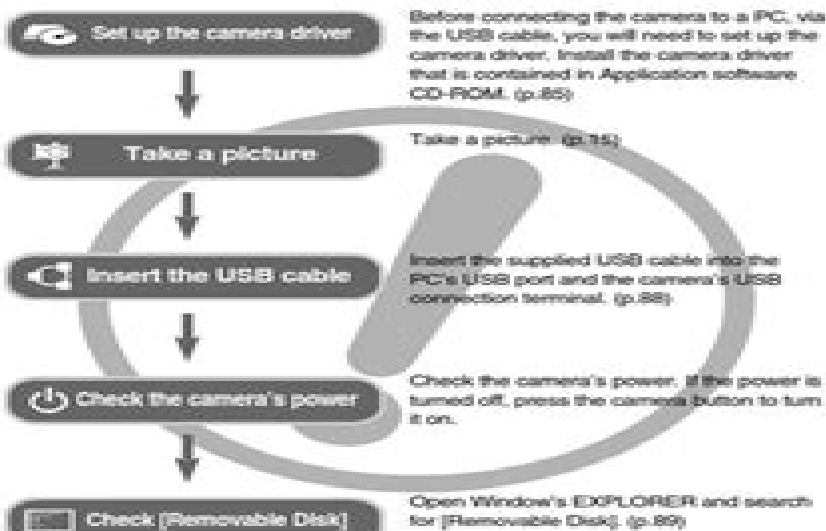 Set up the camera driver
Before connecting the camera to a PC, via
the USB cable, you will need to set up the
camera driver. Install the camera driver
that is contained in Application software
CD-ROM. (p.85)
Take a picture
Take a picture. (p.15)
Insert the USB cable
Insert the supplied USB cable into the
PC's USB port and the camera's USB
connection terminal. (p.88)
Check the camera's power
Check the camera's power. If the power is
turned off, press the camera button to turn
it on.
Check [Removable Disk]
Open Window's EXPLORER and search
for [Removable Disk]. (p.89)